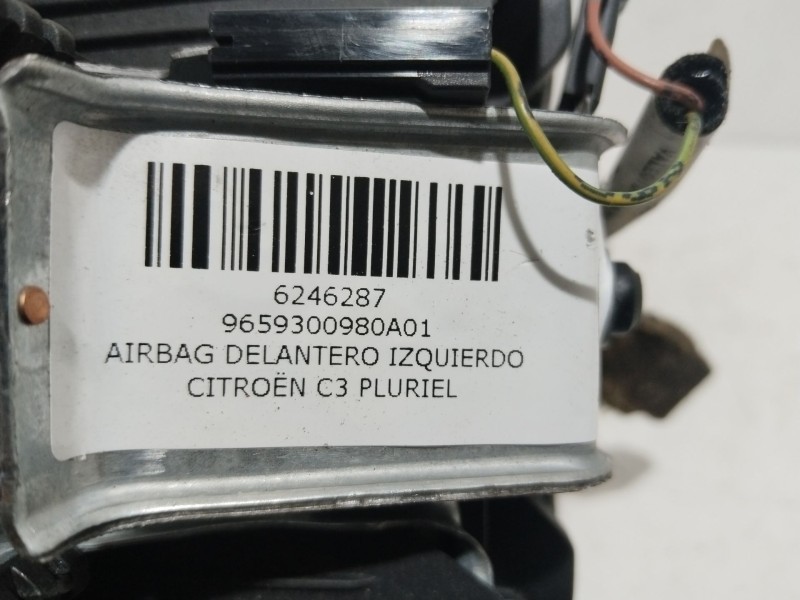 6246287
9659300980A01
AIRBAG DELANTERO IZQUIERDO
CITROËN C3 PLURIEL